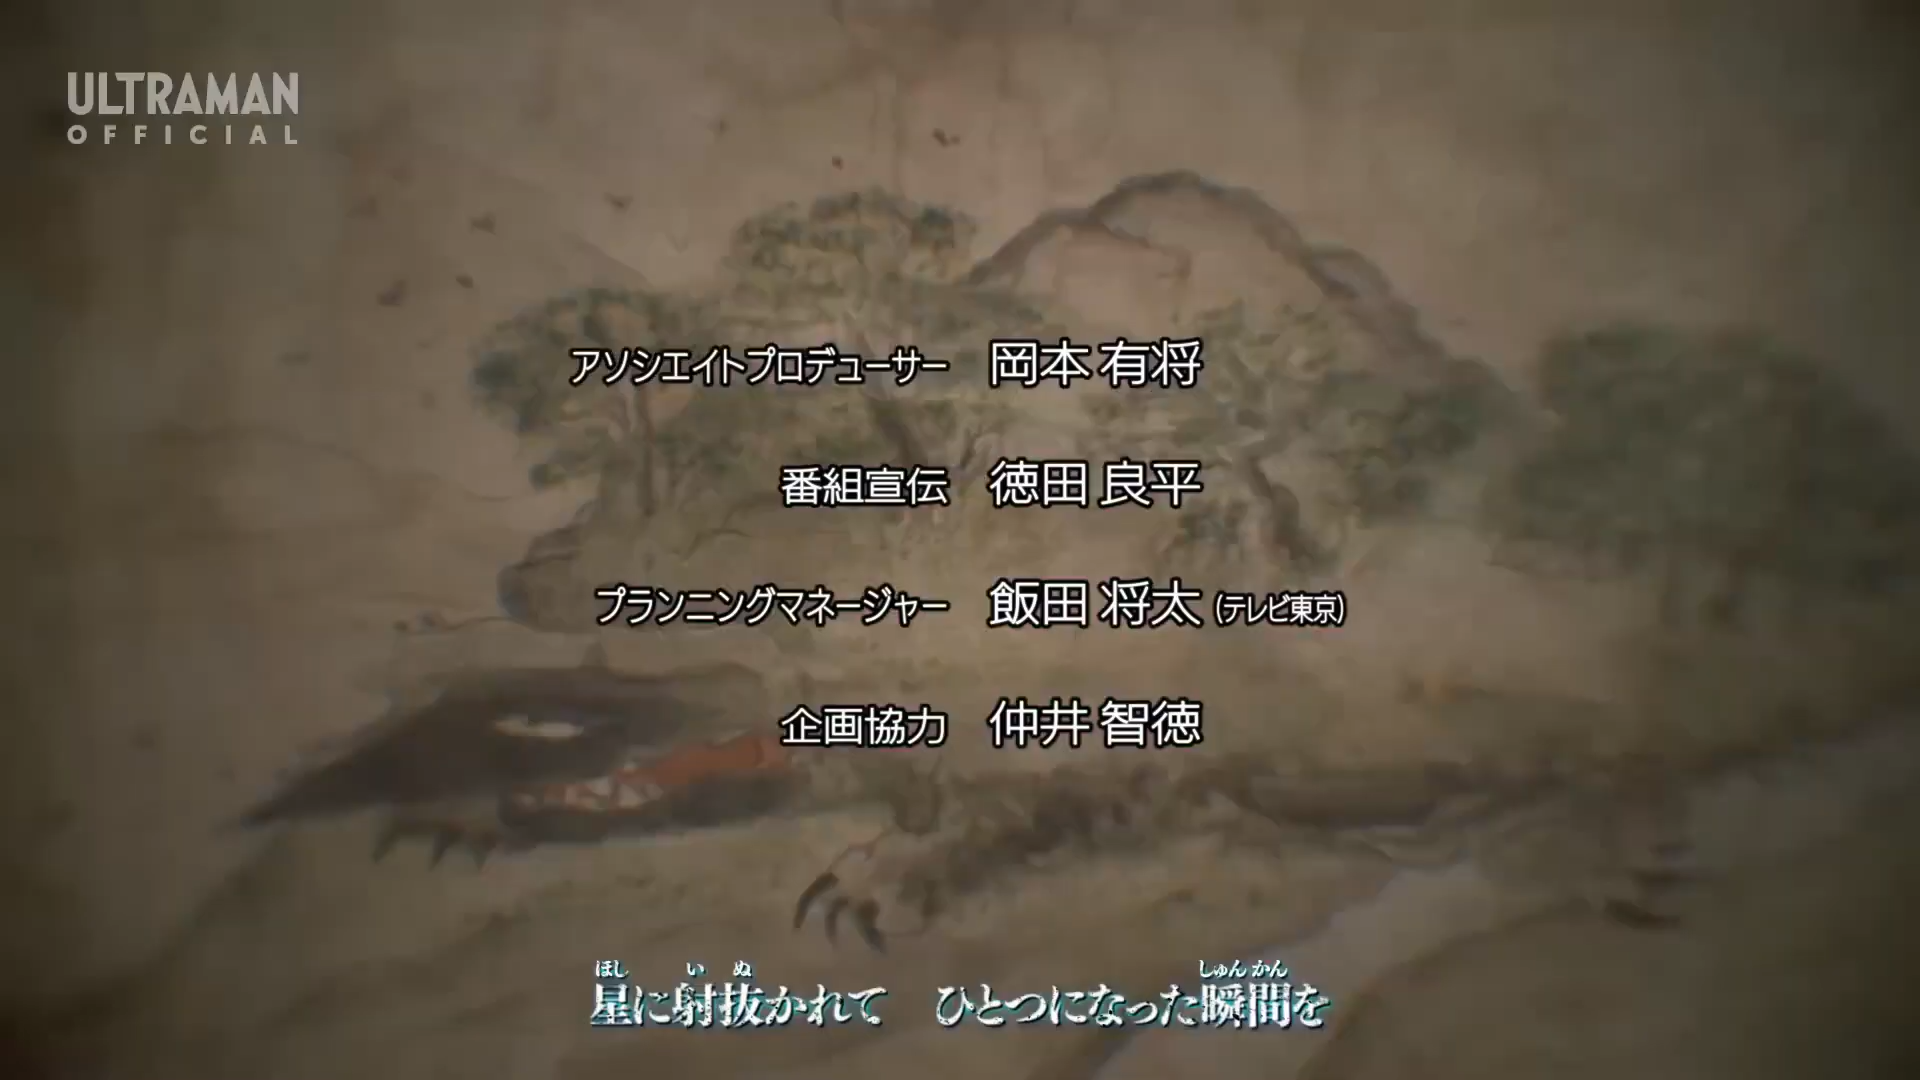 ULTRAMAN
OFFICIAL
アソシエイトプロデューサー 岡本 有将
番組宣伝 徳田 良平
プランニングマネージャー 飯田 将太 (テレビ東京)
企画協力 仲井 智徳
ほし い ぬ しゅんかん
星に射抜かれて ひとつになった瞬間を